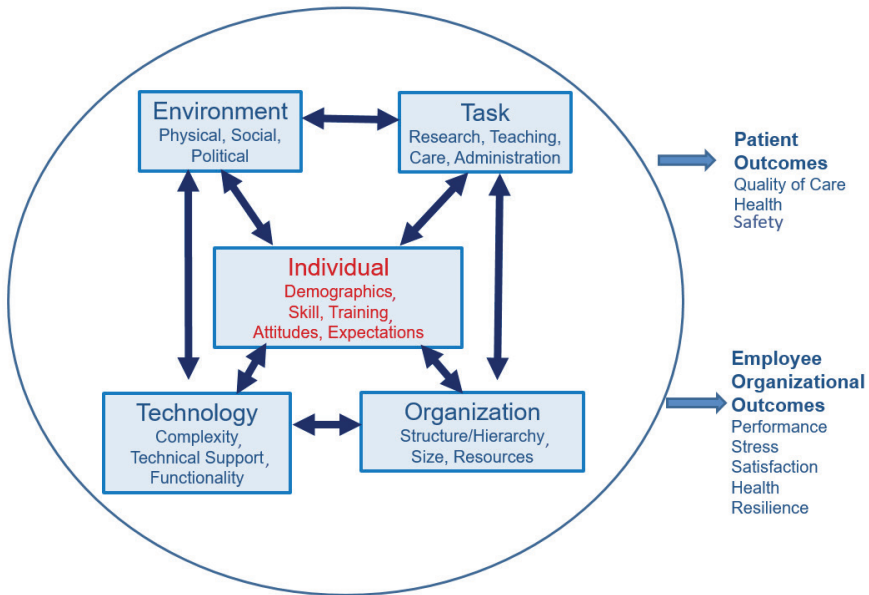 Environment
Physical, Social,
Political
Task
Research, Teaching,
Care, Administration
Individual
Demographics,
Skill, Training,
Attitudes, Expectations
Technology
Complexity,
Technical Support,
Functionality
Organization
Structure/Hierarchy,
Size, Resources
Patient
Outcomes
Quality of Care
Health
Safety
Employee
Organizational
Outcomes
Performance
Stress
Satisfaction
Health
Resilience